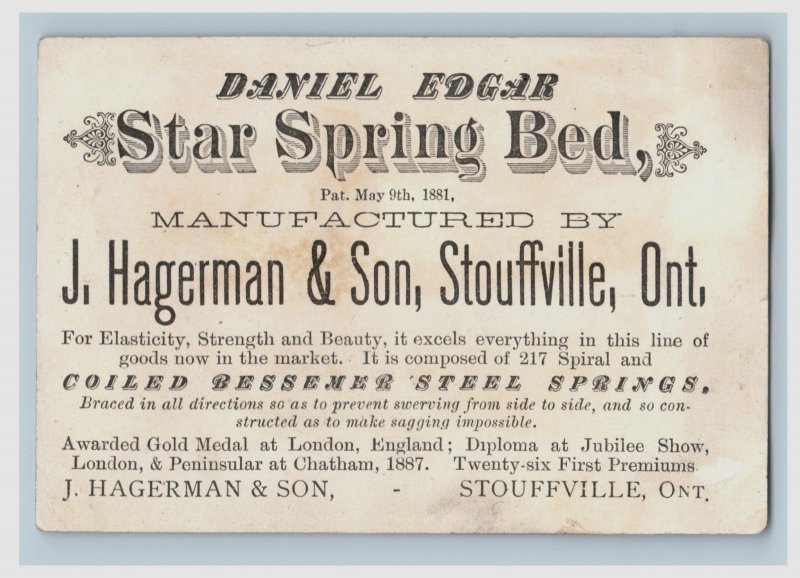 DANIEL EDGAR
Star Spring Bed,
Pat. May 9th, 1881,
MANUFACTURED BY
J. Hagerman & Son, Stouffville, Ont.
For Elasticity, Strength and Beauty, it excels everything in this line of
goods now in the market. It is composed of 217 Spiral and
COILED BESSEMER STEEL SPRINGS.
Braced in all directions so as to prevent swerving from side to side, and so con-
structed as to make sagging impossible.
Awarded Gold Medal at London, England; Diploma at Jubilee Show,
London, & Peninsular at Chatham, 1887. Twenty-six First Premiums
J. HAGERMAN & SON, - STOUFFVILLE, ONT.